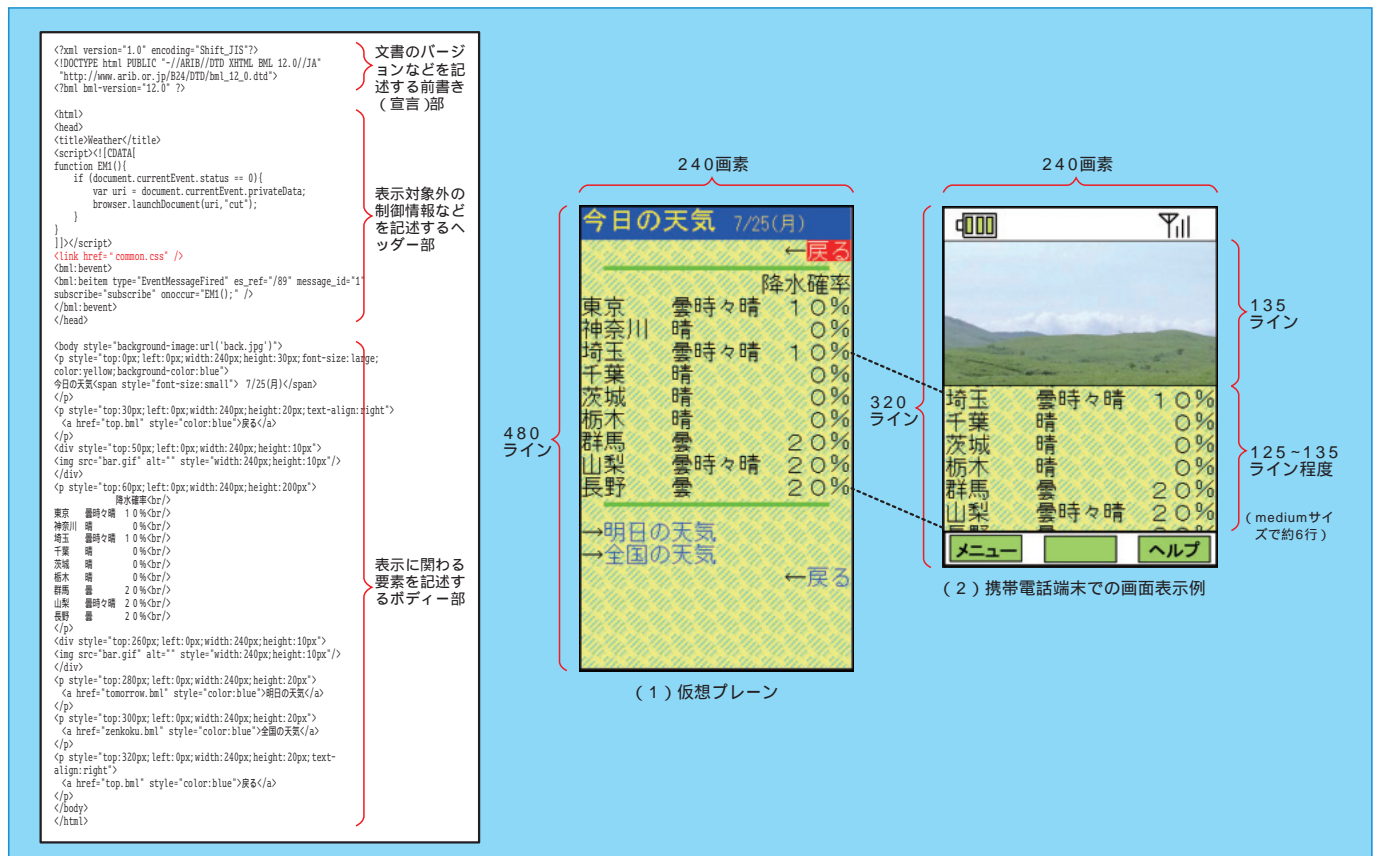 <?xml version="1.0" encoding="Shift_JIS"?>
<!DOCTYPE html PUBLIC "-//ARIB//DTD XHTML BML 12.0//JA"
"http://www.arib.or.jp/B24/DTD/bml_12_0.dtd">
<?bml bml-version="12.0" ?>
<html>
<head>
<title>Weather</title>
<script><![CDATA[
function EM1(){
if (document.currentEvent.status == 0){
var uri = document.currentEvent.privateData;
browser.launchDocument(uri,"cut");
}
}
]]></script>
<link href="common.css" />
<bml:bevent>
<bml:beitem type="EventMessageFired" es_ref="/89" message_id="1"
subscribe="subscribe" onoccur="EM1();" />
</bml:bevent>
</head>
<body style="background-image:url('back.jpg')">
<p style="top:0px;left:0px;width:240px;height:30px;font-size:large;
color:yellow;background-color:blue">
今日の天気<span style="font-size:small"> 7/25(月)</span>
</p>
<p style="top:30px;left:0px;width:240px;height:20px;text-align:right">
<a href="top.bml" style="color:blue">戻る</a>
</p>
<div style="top:50px;left:0px;width:240px;height:10px">
<img src="bar.gif" alt="" style="width:240px;height:10px"/>
</div>
<p style="top:60px;left:0px;width:240px;height:200px">
降水確率<br/>
東京 曇時々晴 10%<br/>
神奈川 晴 0%<br/>
埼玉 曇時々晴 10%<br/>
千葉 晴 0%<br/>
茨城 晴 0%<br/>
栃木 晴 0%<br/>
群馬 曇 20%<br/>
山梨 曇時々晴 20%<br/>
長野 曇 20%<br/>
</p>
<div style="top:260px;left:0px;width:240px;height:10px">
<img src="bar.gif" alt="" style="width:240px;height:10px"/>
</div>
<p style="top:280px;left:0px;width:240px;height:20px">
<a href="tomorrow.bml" style="color:blue">明日の天気</a>
</p>
<p style="top:300px;left:0px;width:240px;height:20px">
<a href="zenkoku.bml" style="color:blue">全国の天気</a>
</p>
<p style="top:320px;left:0px;width:240px;height:20px;text-
align:right">
<a href="top.bml" style="color:blue">戻る</a>
</p>
</body>
</html>
文書のバージ
ョンなどを記
述する前書き
(宣言)部
表示対象外の
制御情報など
を記述するヘ
ッダー部
表示に関わる
要素を記述す
るボディー部
240画素
480
ライン
今日の天気 7/25(月)
←戻る
降水確率
東京 曇時々晴 10%
神奈川 晴 0%
埼玉 曇時々晴 10%
千葉 晴 0%
茨城 晴 0%
栃木 晴 0%
群馬 曇 20%
山梨 曇時々晴 20%
長野 曇 20%
→明日の天気
→全国の天気
←戻る
(1)仮想プレーン
240画素
320
ライン
埼玉 曇時々晴 10%
千葉 晴 0%
茨城 晴 0%
栃木 晴 0%
群馬 曇 20%
山梨 曇時々晴 20%
メニュー ヘルプ
135
ライン
125~135
ライン程度
(mediumサイ
ズで約6行)
(2)携帯電話端末での画面表示例